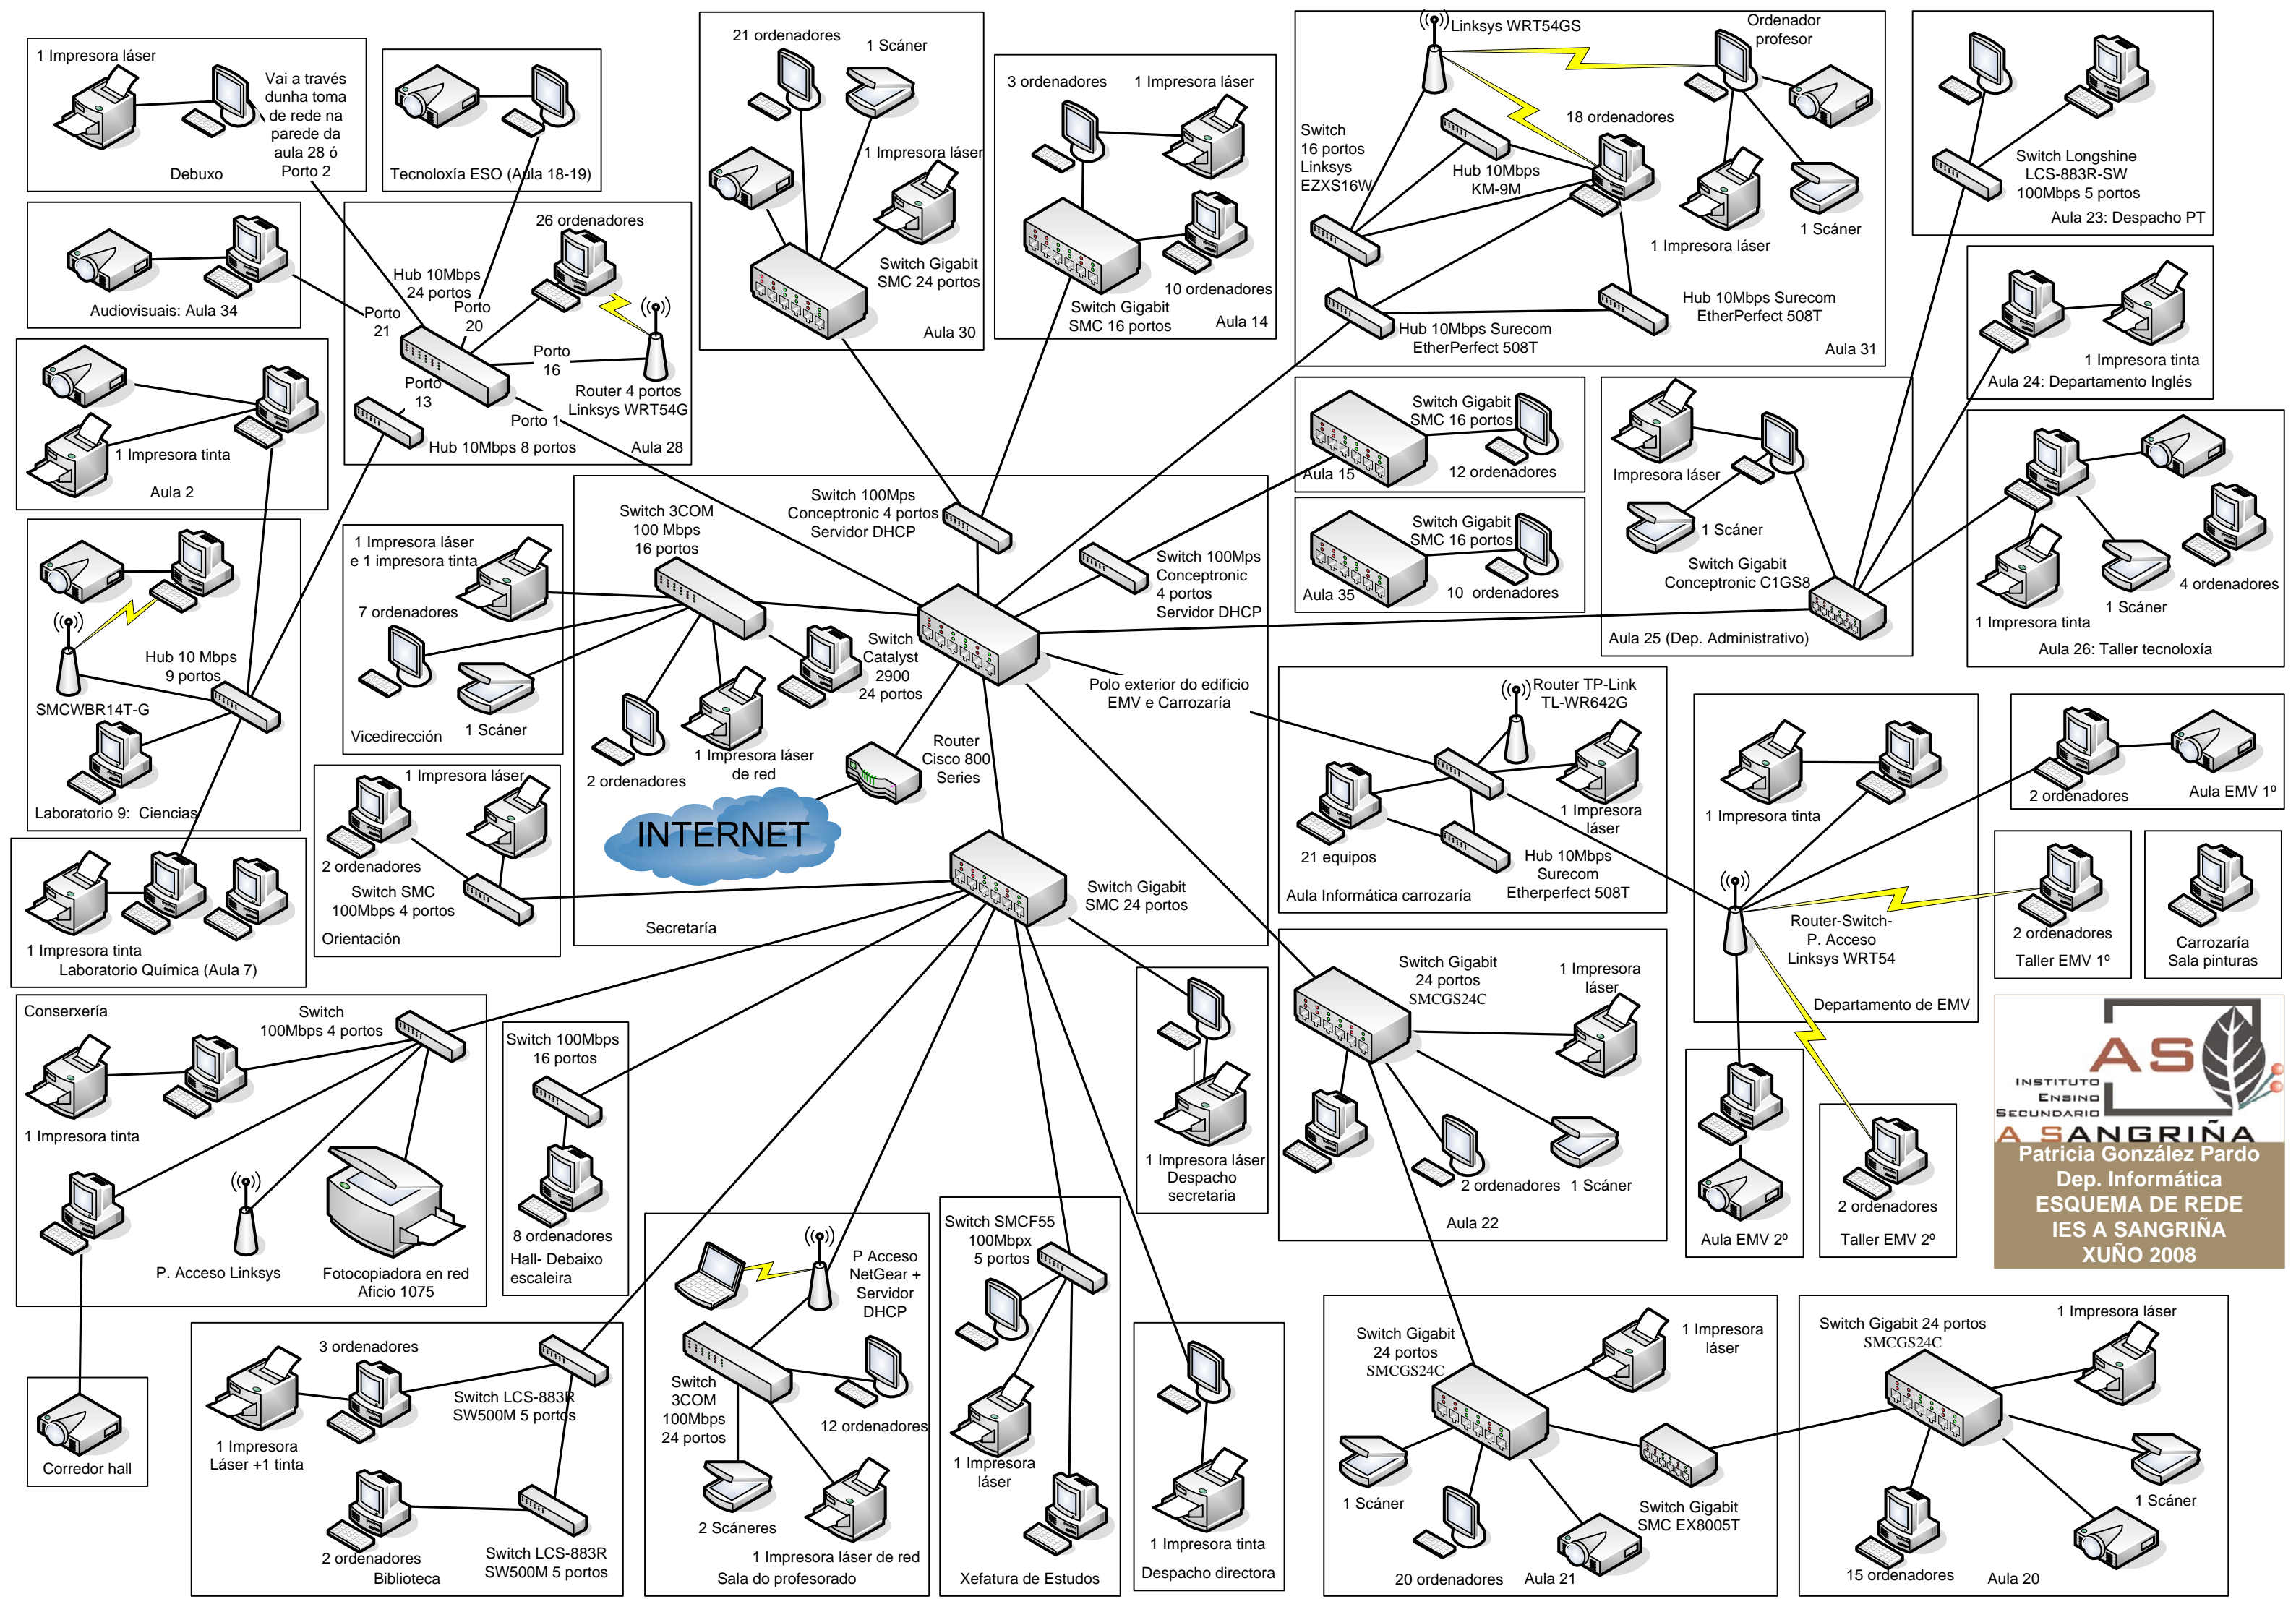 1 Impresora láser
Vai a través
dunha toma
de rede na
parede da
aula 28 ó
Porto 2
Debuxo
Tecnoloxía ESO (Aula 18-19)
Audiovisuais: Aula 34
Porto
21
Hub 10Mbps
24 portos
Porto
20
26 ordenadores
Porto
16
Porto
13
Router 4 portos
Linksys WRT54G
Porto 1
Hub 10Mbps 8 portos
Aula 28
1 Impresora tinta
Aula 2
Hub 10 Mbps
9 portos
SMCWBR14T-G
Laboratorio 9: Ciencias
1 Impresora tinta
Laboratorio Química (Aula 7)
21 ordenadores
1 Scáner
1 Impresora láser
Switch Gigabit
SMC 24 portos
Aula 30
3 ordenadores
1 Impresora láser
10 ordenadores
Switch Gigabit
SMC 16 portos
Aula 14
Linksys WRT54GS
Ordenador
profesor
18 ordenadores
Switch
16 portos
Linksys
EZXS16W
Hub 10Mbps
KM-9M
1 Impresora láser
1 Scáner
Hub 10Mbps Surecom
EtherPerfect 508T
Hub 10Mbps Surecom
EtherPerfect 508T
Aula 31
Switch Longshine
LCS-883R-SW
100Mbps 5 portos
Aula 23: Despacho PT
1 Impresora tinta
Aula 24: Departamento Inglés
Switch Gigabit
SMC 16 portos
12 ordenadores
Aula 15
Switch Gigabit
SMC 16 portos
10 ordenadores
Aula 35
Impresora láser
1 Scáner
Switch Gigabit
Conceptronic C1GS8
Aula 25 (Dep. Administrativo)
4 ordenadores
1 Scáner
1 Impresora tinta
Aula 26: Taller tecnoloxía
1 Impresora láser
e 1 impresora tinta
7 ordenadores
1 Scáner
Vicedirección
Switch 3COM
100 Mbps
16 portos
Switch 100Mps
Conceptronic 4 portos
Servidor DHCP
Switch 100Mps
Conceptronic
4 portos
Servidor DHCP
Switch
Catalyst
2900
24 portos
2 ordenadores
1 Impresora láser
de red
Router
Cisco 800
Series
INTERNET
Switch Gigabit
SMC 24 portos
Secretaría
Polo exterior do edificio
EMV e Carrozaría
1 Impresora láser
2 ordenadores
Switch SMC
100Mbps 4 portos
Orientación
Router TP-Link
TL-WR642G
1 Impresora
láser
21 equipos
Hub 10Mbps
Surecom
Etherperfect 508T
Aula Informática carrozaría
1 Impresora tinta
Router-Switch-
P. Acceso
Linksys WRT54
Departamento de EMV
2 ordenadores
Aula EMV 1º
2 ordenadores
Taller EMV 1º
Carrozaría
Sala pinturas
Aula EMV 2º
2 ordenadores
Taller EMV 2º
AS
INSTITUTO
ENSINO
SECUNDARIO
A SANGRIÑA
Patricia González Pardo
Dep. Informática
ESQUEMA DE REDE
IES A SANGRIÑA
XUÑO 2008
Conserxería
Switch
100Mbps 4 portos
1 Impresora tinta
P. Acceso Linksys
Fotocopiadora en red
Aficio 1075
Corredor hall
Switch 100Mbps
16 portos
8 ordenadores
Hall- Debaixo
escaleira
1 Impresora láser
Despacho
secretaria
Switch Gigabit
24 portos
SMCGS24C
1 Impresora
láser
2 ordenadores
1 Scáner
Aula 22
3 ordenadores
1 Impresora
Láser +1 tinta
Switch LCS-883R
SW500M 5 portos
2 ordenadores
Switch LCS-883R
SW500M 5 portos
Biblioteca
P Acceso
NetGear +
Servidor
DHCP
Switch
3COM
100Mbps
24 portos
12 ordenadores
2 Scáneres
1 Impresora láser de red
Sala do profesorado
Switch SMCF55
100Mbpx
5 portos
1 Impresora
láser
Xefatura de Estudos
1 Impresora tinta
Despacho directora
Switch Gigabit
24 portos
SMCGS24C
1 Impresora
láser
1 Scáner
Switch Gigabit
SMC EX8005T
20 ordenadores
Aula 21
Switch Gigabit 24 portos
SMCGS24C
1 Impresora láser
1 Scáner
15 ordenadores
Aula 20